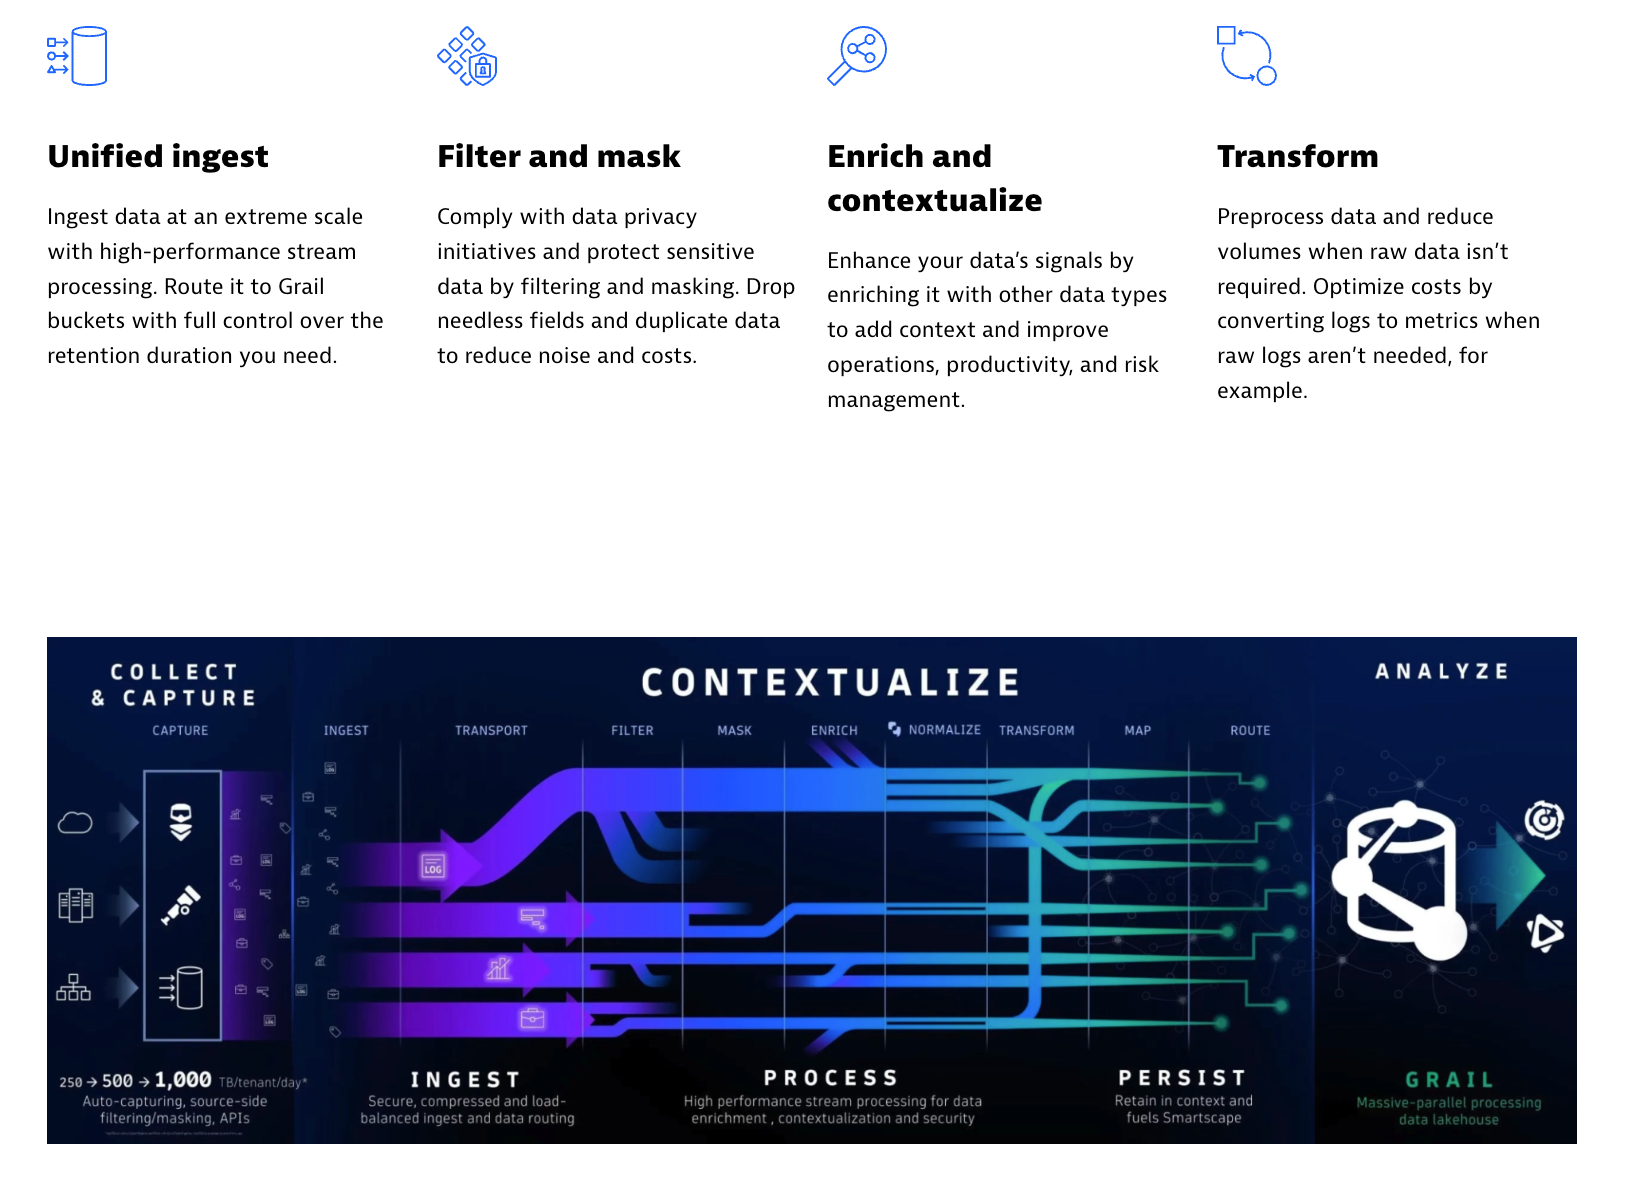 Unified ingest
Ingest data at an extreme scale
with high-performance stream
processing. Route it to Grail
buckets with full control over the
retention duration you need.
Filter and mask
Comply with data privacy
initiatives and protect sensitive
data by filtering and masking. Drop
needless fields and duplicate data
to reduce noise and costs.
Enrich and
contextualize
Enhance your data’s signals by
enriching it with other data types
to add context and improve
operations, productivity, and risk
management.
Transform
Preprocess data and reduce
volumes when raw data isn’t
required. Optimize costs by
converting logs to metrics when
raw logs aren’t needed, for
example.
COLLECT
& CAPTURE
CONTEXTUALIZE
ANALYZE
CAPTURE
INGEST
TRANSPORT
FILTER
MASK
ENRICH
NORMALIZE
TRANSFORM
MAP
ROUTE
LOG
250 → 500 → 1,000 TB/tenant/day*
Auto-capturing, source-side
filtering/masking, APIs
INGEST
Secure, compressed and load-
balanced ingest and data routing
PROCESS
High performance stream processing for data
enrichment , contextualization and security
PERSIST
Retain in context and
fuels Smartscape
GRAIL
Massive-parallel processing
data lakehouse